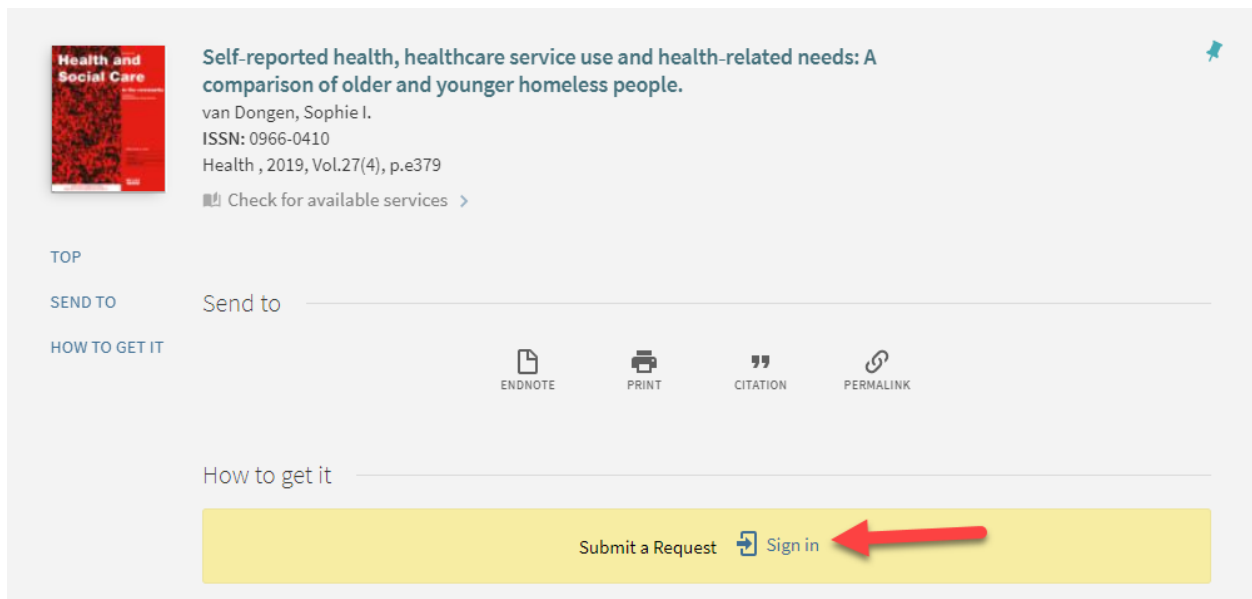 Health and
Social Care
Self-reported health, healthcare service use and health-related needs: A
comparison of older and younger homeless people.
van Dongen, Sophie I.
ISSN: 0966-0410
Health , 2019, Vol.27(4), p.e379
Check for available services
TOP
SEND TO
HOW TO GET IT
Send to
ENDNOTE
PRINT
CITATION
PERMALINK
How to get it
Submit a Request Sign in